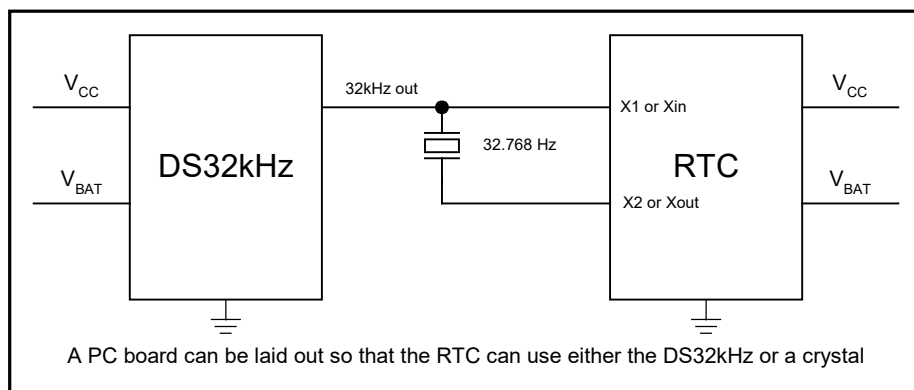 V_CC
32kHz out
V_CC
X1 or Xin
32.768 Hz
DS32kHz
RTC
V_BAT
V_BAT
X2 or Xout
A PC board can be laid out so that the RTC can use either the DS32kHz or a crystal